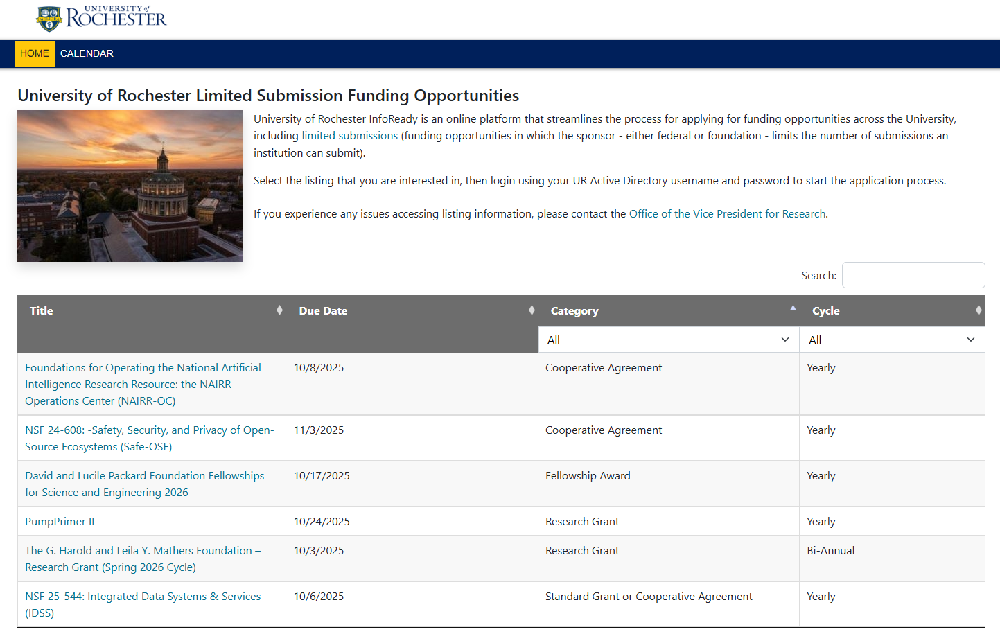 UNIVERSITY of
ROCHESTER
HOME CALENDAR
University of Rochester Limited Submission Funding Opportunities
University of Rochester InfoReady is an online platform that streamlines the process for applying for funding opportunities across the University,
including limited submissions (funding opportunities in which the sponsor - either federal or foundation - limits the number of submissions an
institution can submit).
Select the listing that you are interested in, then login using your UR Active Directory username and password to start the application process.
If you experience any issues accessing listing information, please contact the Office of the Vice President for Research.
Search:
Title Due Date Category Cycle
All All
Foundations for Operating the National Artificial 10/8/2025 Cooperative Agreement Yearly
Intelligence Research Resource: the NAIRR
Operations Center (NAIRR-OC)
NSF 24-608: -Safety, Security, and Privacy of Open- 11/3/2025 Cooperative Agreement Yearly
Source Ecosystems (Safe-OSE)
David and Lucile Packard Foundation Fellowships 10/17/2025 Fellowship Award Yearly
for Science and Engineering 2026
PumpPrimer II 10/24/2025 Research Grant Yearly
The G. Harold and Leila Y. Mathers Foundation – 10/3/2025 Research Grant Bi-Annual
Research Grant (Spring 2026 Cycle)
NSF 25-544: Integrated Data Systems & Services 10/6/2025 Standard Grant or Cooperative Agreement Yearly
(IDSS)